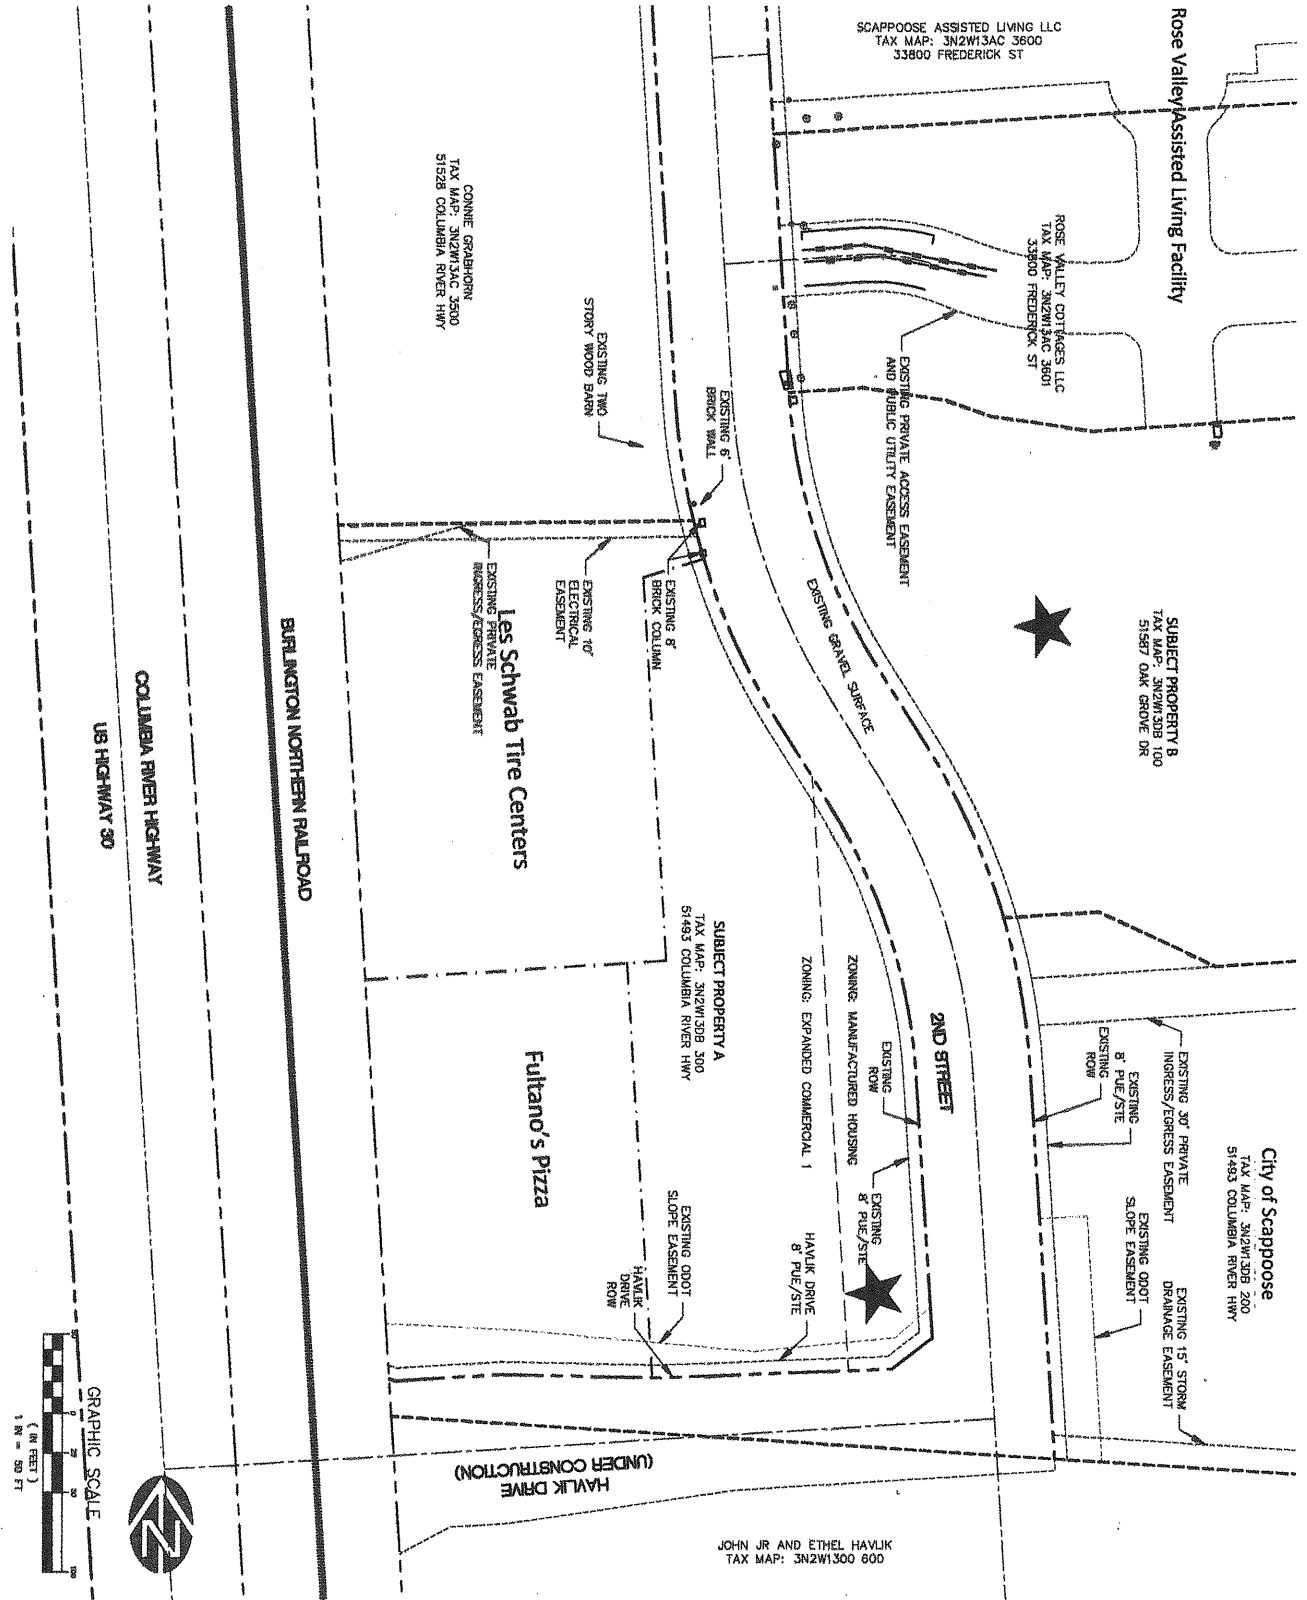 SCAPPOOSE ASSISTED LIVING LLC
TAX MAP: 3N2W13AC 3600
33800 FREDERICK ST
Rose Valley Assisted Living Facility
ROSE VALLEY COTTAGES LLC
TAX MAP: 3N2W13AC 3601
33800 FREDERICK ST
CONNIE GRABHORN
TAX MAP: 3N2W13AC 3500
51528 COLUMBIA RIVER HWY
EXISTING TWO
STORY WOOD BARN
EXISTING 6'
BRICK WALL
EXISTING PRIVATE ACCESS EASEMENT
AND PUBLIC UTILITY EASEMENT
SUBJECT PROPERTY B
TAX MAP: 3N2W13DB 100
51587 OAK GROVE DR
EXISTING GRAVEL SURFACE
EXISTING 8'
BRICK COLUMN
EXISTING 10'
ELECTRICAL
EASEMENT
EXISTING PRIVATE
INGRESS/EGRESS EASEMENT
Les Schwab Tire Centers
BURLINGTON NORTHERN RAILROAD
COLUMBIA RIVER HIGHWAY
US HIGHWAY 30
SUBJECT PROPERTY A
TAX MAP: 3N2W13DB 300
51493 COLUMBIA RIVER HWY
ZONING: MANUFACTURED HOUSING
ZONING: EXPANDED COMMERCIAL 1
2ND STREET
EXISTING
ROW
EXISTING
8' PUE/STE
EXISTING
ROW
EXISTING
8' PUE/STE
EXISTING 30' PRIVATE
INGRESS/EGRESS EASEMENT
City of Scappoose
TAX MAP: 3N2W13DB 200
51493 COLUMBIA RIVER HWY
EXISTING ODOT
SLOPE EASEMENT
EXISTING 15' STORM
DRAINAGE EASEMENT
Fultano's Pizza
EXISTING ODOT
SLOPE EASEMENT
HAVLIK DRIVE
8' PUE/STE
HAVLIK
DRIVE
ROW
HAVLIK DRIVE
(UNDER CONSTRUCTION)
JOHN JR AND ETHEL HAVLIK
TAX MAP: 3N2W1300 600
N
GRAPHIC SCALE
0
50
100
( IN FEET )
1 IN = 50 FT